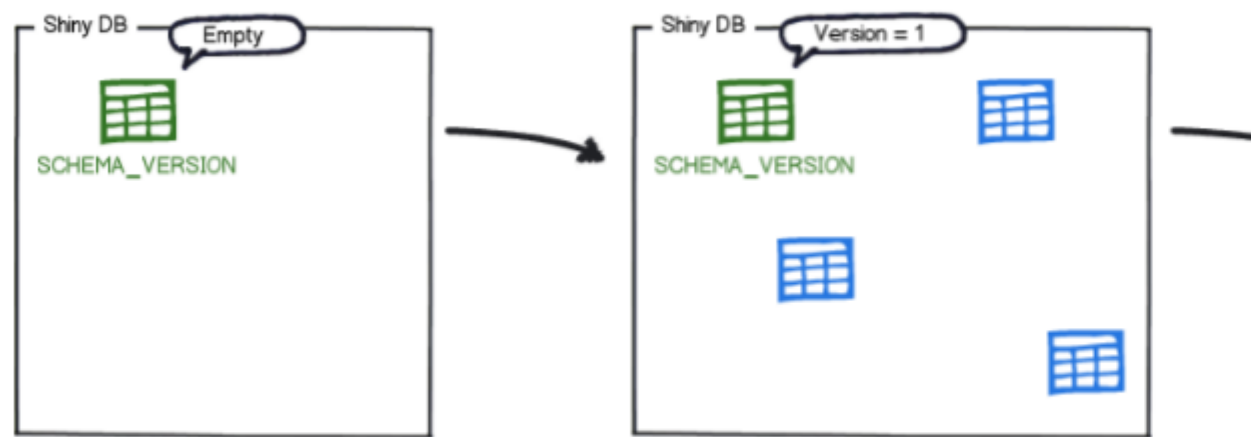 Shiny DB
Empty
SCHEMA_VERSION
Shiny DB
Version = 1
SCHEMA_VERSION